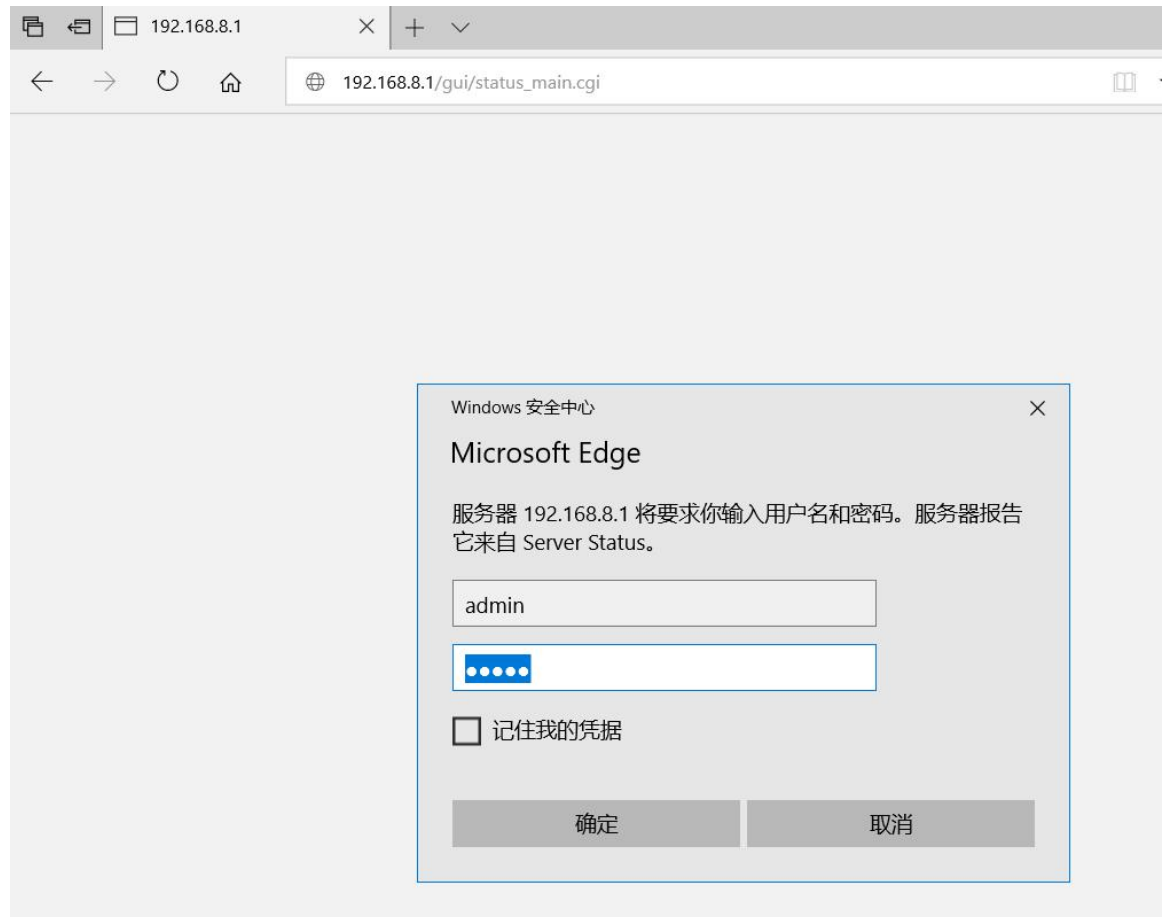 192.168.8.1
192.168.8.1/gui/status_main.cgi
Windows 安全中心
Microsoft Edge
服务器 192.168.8.1 将要求你输入用户名和密码。服务器报告
它来自 Server Status。
admin
●●●●●
记住我的凭据
确定 取消